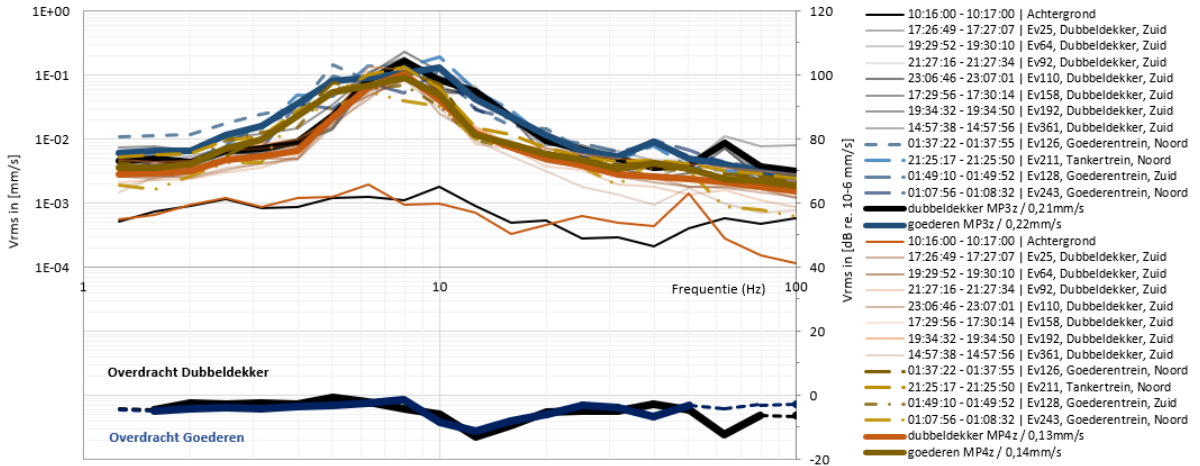 1E+00
1E-01
1E-02
1E-03
1E-04
Vrms in [mm/s]
1
10
100
Frequentie (Hz)
120
100
80
60
40
20
0
-20
Vrms in [dB re. 10-6 mm/s]
Overdracht Dubbeldekker
Overdracht Goederen
10:16:00 - 10:17:00 | Achtergrond
17:26:49 - 17:27:07 | Ev25, Dubbeldekker, Zuid
19:29:52 - 19:30:10 | Ev64, Dubbeldekker, Zuid
21:27:16 - 21:27:34 | Ev92, Dubbeldekker, Zuid
23:06:46 - 23:07:01 | Ev110, Dubbeldekker, Zuid
17:29:56 - 17:30:14 | Ev158, Dubbeldekker, Zuid
19:34:32 - 19:34:50 | Ev192, Dubbeldekker, Zuid
14:57:38 - 14:57:56 | Ev361, Dubbeldekker, Zuid
01:37:22 - 01:37:55 | Ev126, Goederentrein, Noord
21:25:17 - 21:25:50 | Ev211, Tankertrein, Noord
01:49:10 - 01:49:52 | Ev128, Goederentrein, Zuid
01:07:56 - 01:08:32 | Ev243, Goederentrein, Noord
dubbeldekker MP3z / 0,21mm/s
goederen MP3z / 0,22mm/s
10:16:00 - 10:17:00 | Achtergrond
17:26:49 - 17:27:07 | Ev25, Dubbeldekker, Zuid
19:29:52 - 19:30:10 | Ev64, Dubbeldekker, Zuid
21:27:16 - 21:27:34 | Ev92, Dubbeldekker, Zuid
23:06:46 - 23:07:01 | Ev110, Dubbeldekker, Zuid
17:29:56 - 17:30:14 | Ev158, Dubbeldekker, Zuid
19:34:32 - 19:34:50 | Ev192, Dubbeldekker, Zuid
14:57:38 - 14:57:56 | Ev361, Dubbeldekker, Zuid
01:37:22 - 01:37:55 | Ev126, Goederentrein, Noord
21:25:17 - 21:25:50 | Ev211, Tankertrein, Noord
01:49:10 - 01:49:52 | Ev128, Goederentrein, Zuid
01:07:56 - 01:08:32 | Ev243, Goederentrein, Noord
dubbeldekker MP4z / 0,13mm/s
goederen MP4z / 0,14mm/s